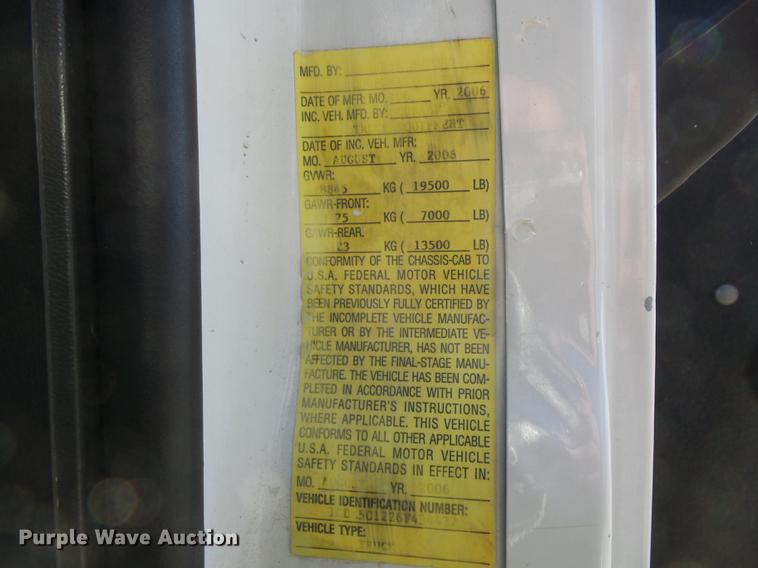 MFD. BY:
DATE OF MFR: MO. YR. 2006
INC. VEH. MFD. BY:
DATE OF INC. VEH. MFR:
MO. AUGUST YR. 2006
GVWR:
8845 KG ( 19500 LB)
GAWR-FRONT:
75 KG ( 7000 LB)
GAWR-REAR.
23 KG ( 13500 LB)
CONFORMITY OF THE CHASSIS-CAB TO
U.S.A. FEDERAL MOTOR VEHICLE
SAFETY STANDARDS, WHICH HAVE
BEEN PREVIOUSLY FULLY CERTIFIED BY
THE INCOMPLETE VEHICLE MANUFAC-
TURER OR BY THE INTERMEDIATE VE-
HICLE MANUFACTURER, HAS NOT BEEN
AFFECTED BY THE FINAL-STAGE MANU-
FACTURE. THE VEHICLE HAS BEEN COM-
PLETED IN ACCORDANCE WITH PRIOR
MANUFACTURER'S INSTRUCTIONS,
WHERE APPLICABLE. THIS VEHICLE
CONFORMS TO ALL OTHER APPLICABLE
U.S.A. FEDERAL MOTOR VEHICLE
SAFETY STANDARDS IN EFFECT IN:
MO. YR. 2006
VEHICLE IDENTIFICATION NUMBER:
VEHICLE TYPE:
TRUCK
Purple Wave Auction®